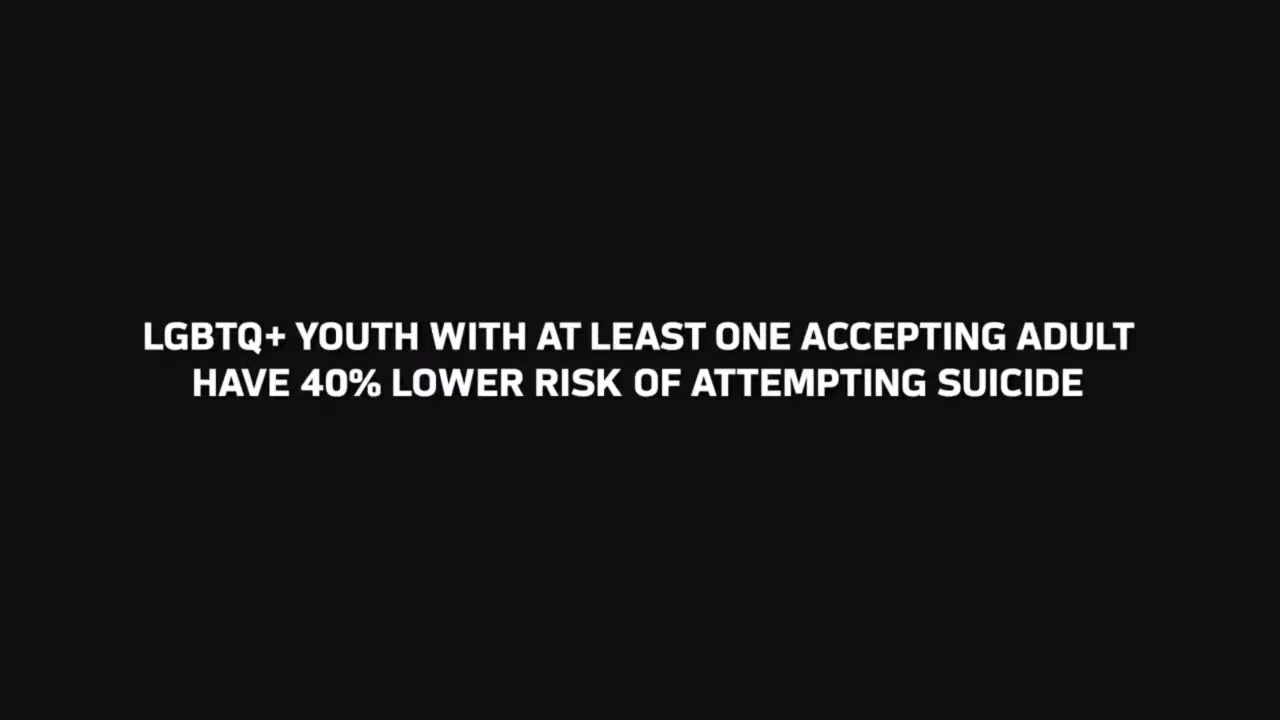 LGBTQ+ YOUTH WITH AT LEAST ONE ACCEPTING ADULT
HAVE 40% LOWER RISK OF ATTEMPTING SUICIDE